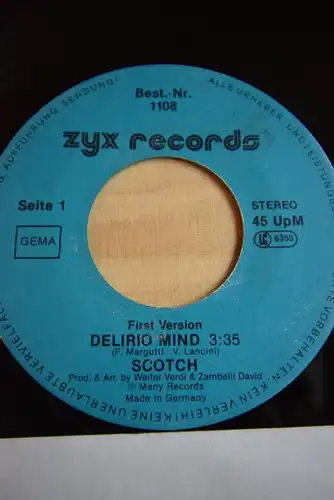 Best.-Nr.
1108
zyx records
Seite 1
STEREO
45 UpM
GEMA
LC 6350
First Version
DELIRIO MIND 3:35
(F. Margutti V. Lancini)
SCOTCH
Prod. & Arr. by Walter Verdi & Zambelli David
℗ Many Records
Made in Germany
AUSFÜHRUNG SENDUNG!
ALLE URHEBER UND LEISTUNGS
VORBEHALTEN! KEIN VERLEIH! KEINE UNERLAUBTE VERVIELFÄL